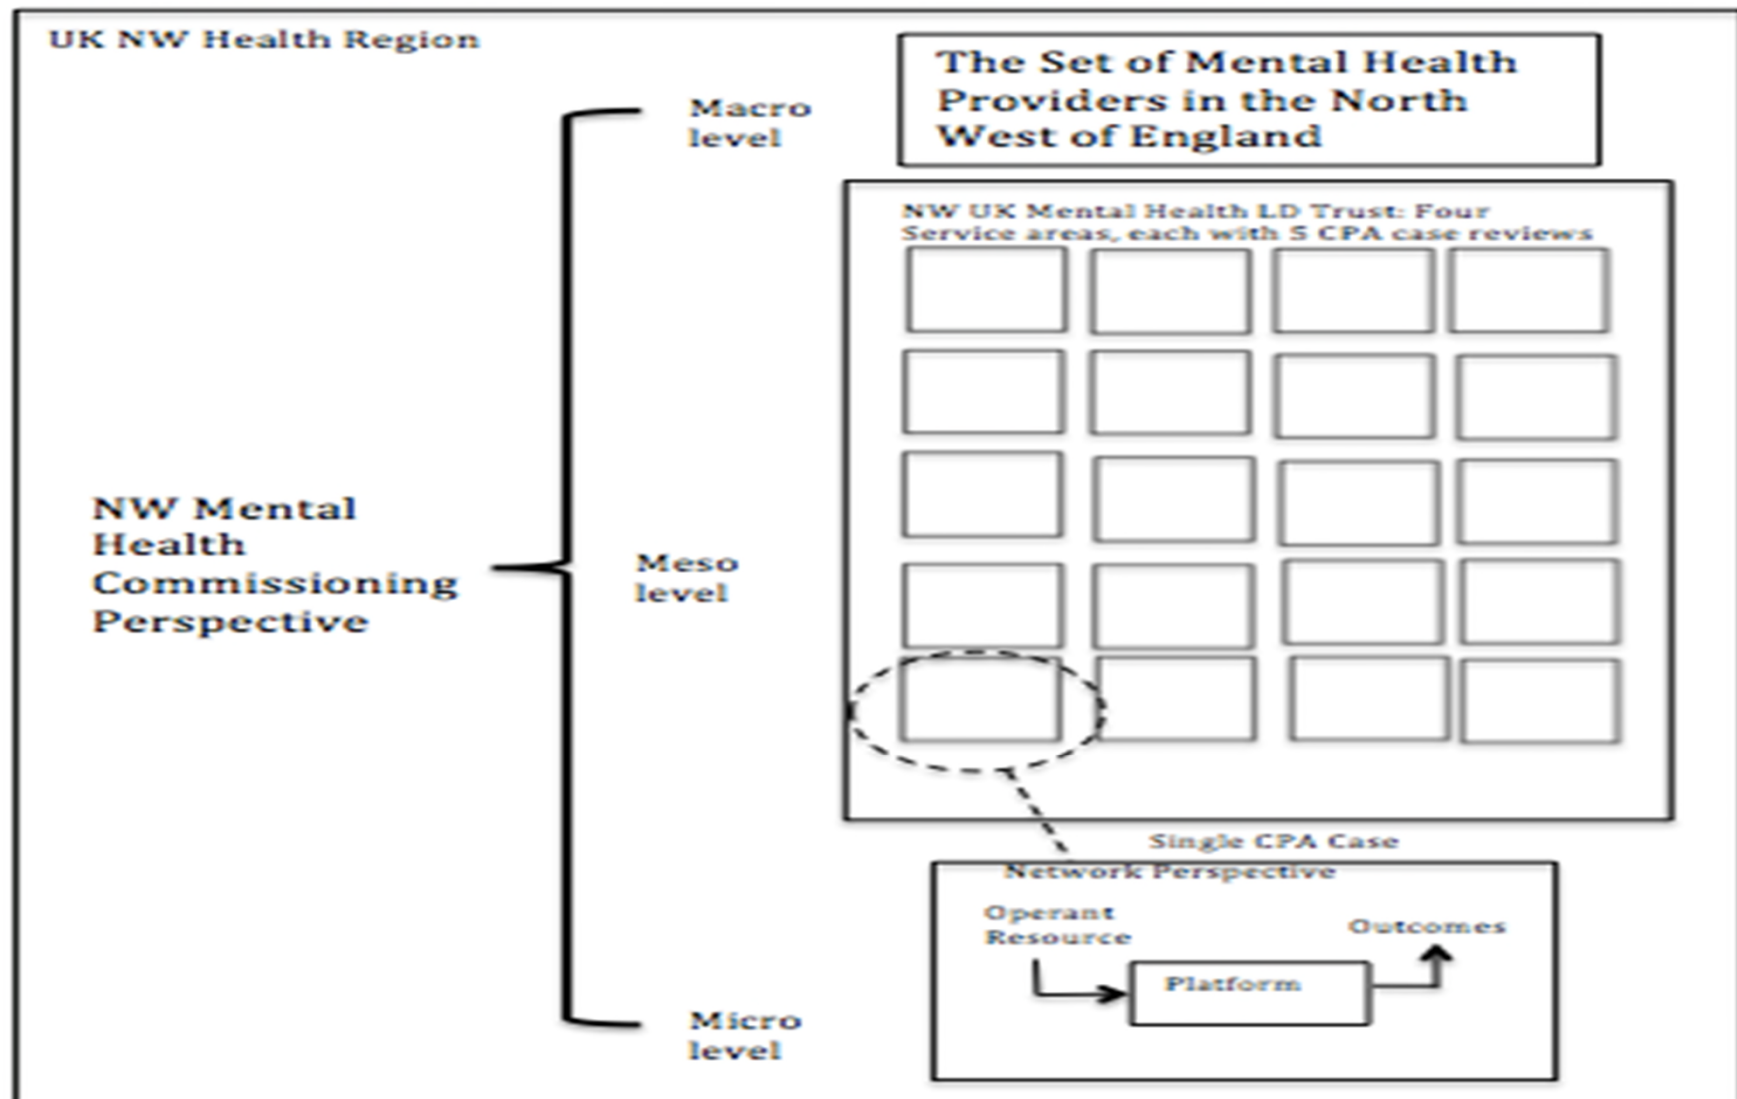 UK NW Health Region
The Set of Mental Health
Providers in the North
West of England
Macro
level
NW UK Mental Health LD Trust: Four
Service areas, each with 5 CPA case reviews
NW Mental
Health
Commissioning
Perspective
Meso
level
Single CPA Case
Network Perspective
Operant
Resource
Outcomes
Platform
Micro
level